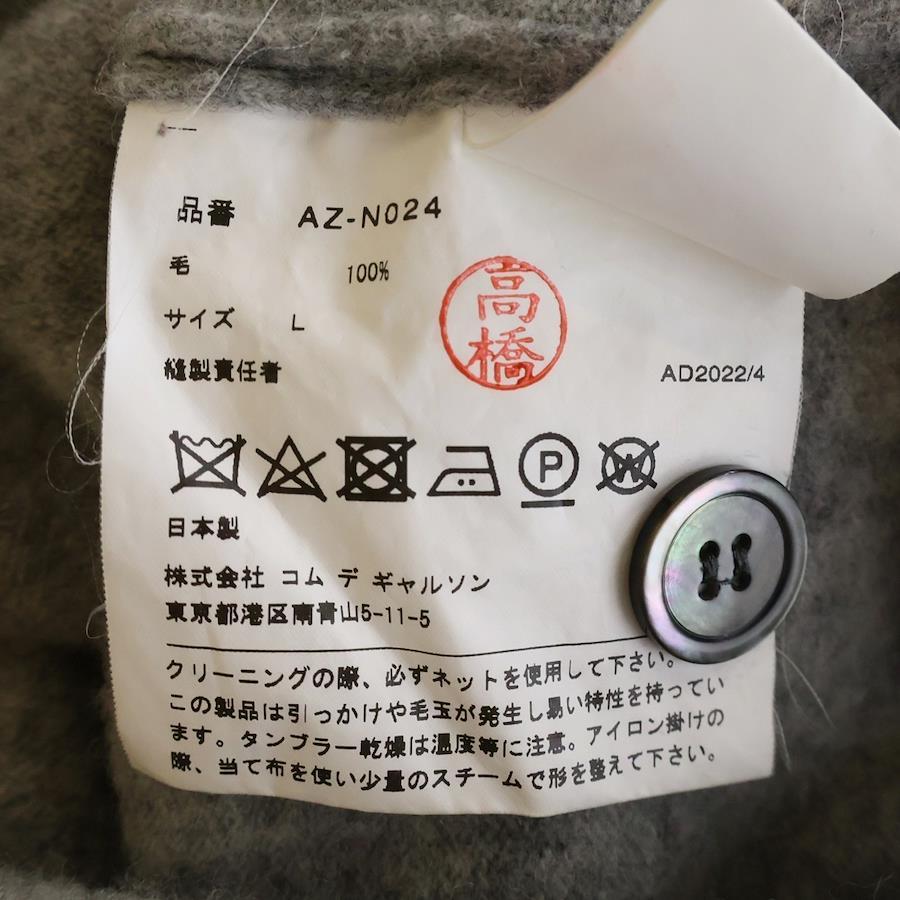 品番 AZ-N024
毛 100%
サイズ L
縫製責任者
高橋
AD2022/4
P
W
日本製
株式会社 コム デ ギャルソン
東京都港区南青山5-11-5
クリーニングの際、必ずネットを使用して下さい。
この製品は引っかけや毛玉が発生し易い特性を持ってい
ます。タンブラー乾燥は温度等に注意。アイロン掛けの
際、当て布を使い少量のスチームで形を整えて下さい。